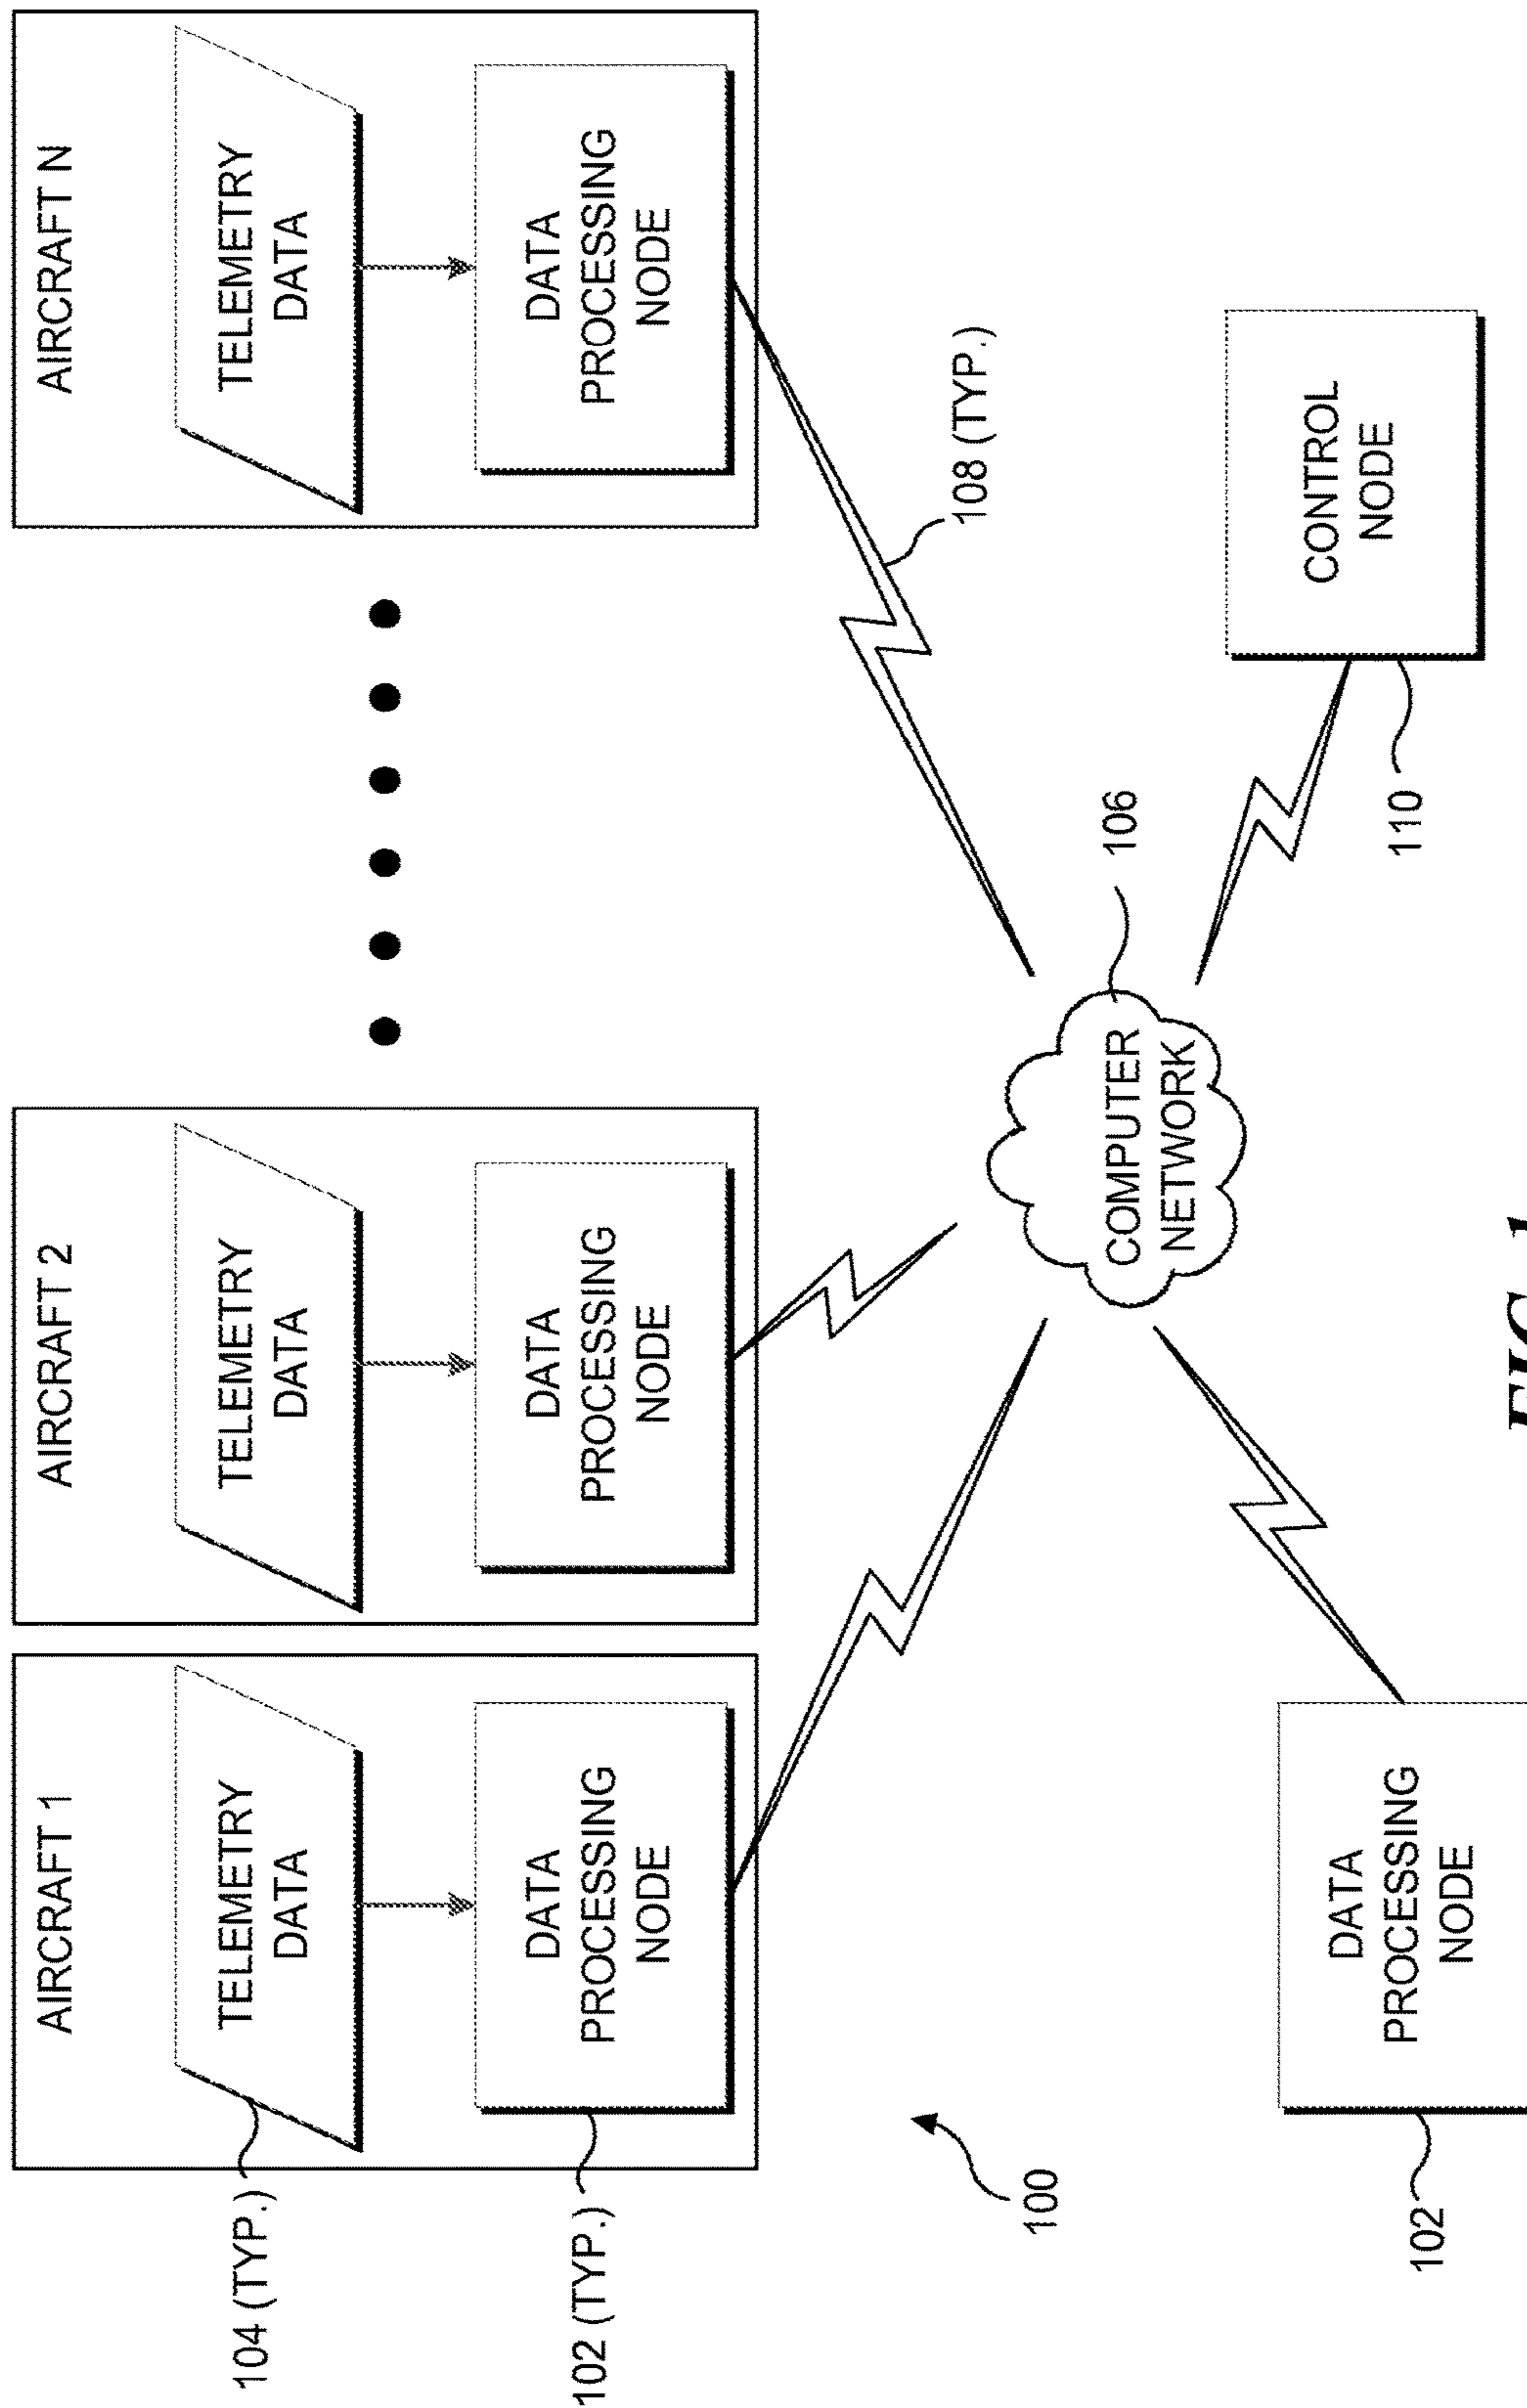 AIRCRAFT 1
TELEMETRY
DATA
DATA
PROCESSING
NODE
104 (TYP.)
102 (TYP.)
AIRCRAFT 2
TELEMETRY
DATA
DATA
PROCESSING
NODE
AIRCRAFT N
TELEMETRY
DATA
DATA
PROCESSING
NODE
108 (TYP.)
100
COMPUTER
NETWORK
106
DATA
PROCESSING
NODE
102
CONTROL
NODE
110
FIG. 1